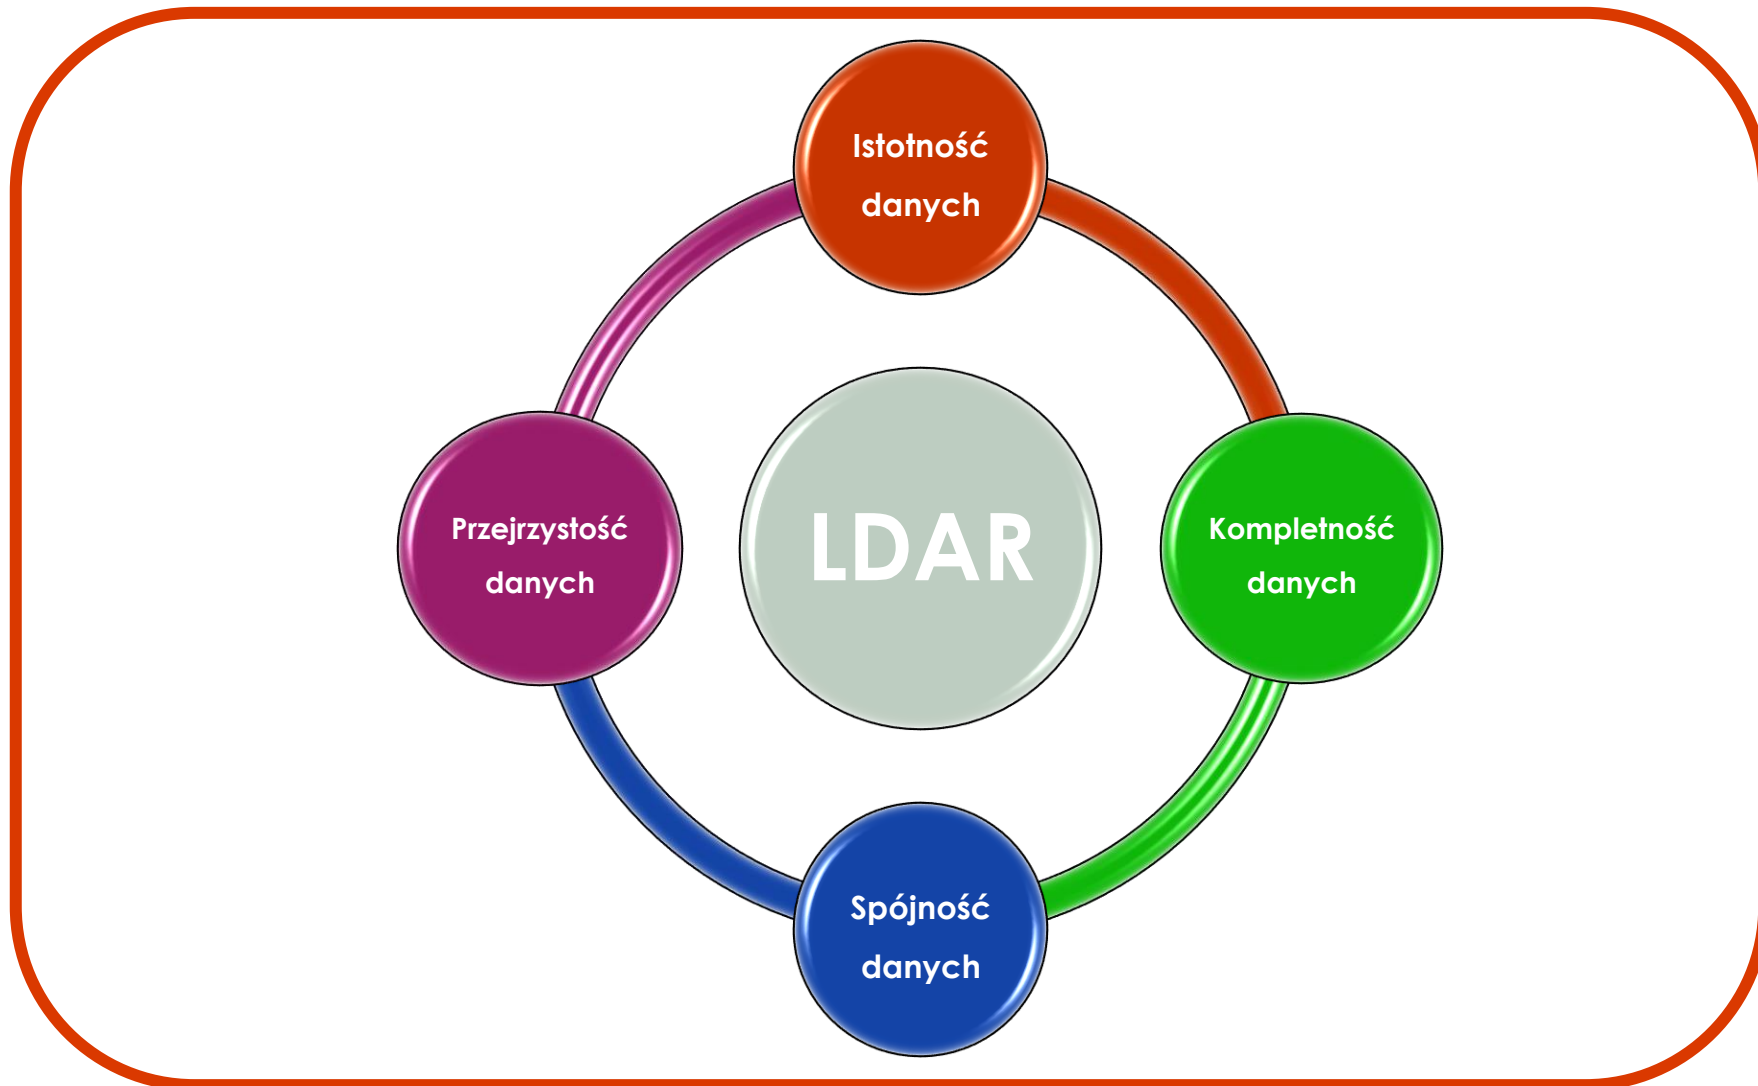 Istotność
danych
Przejrzystość
danych
LDAR
Kompletność
danych
Spójność
danych